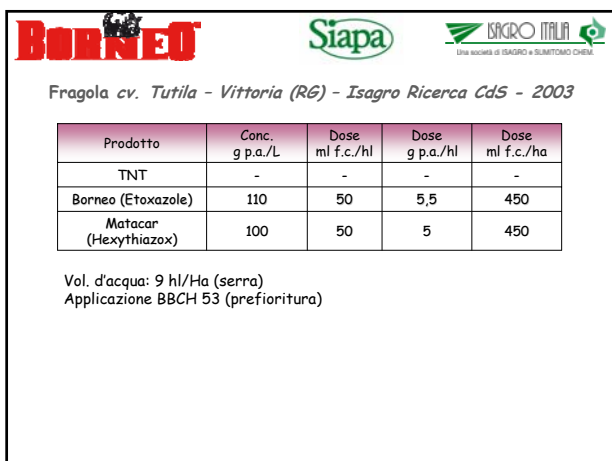 BORNEO
Siapa
ISAGRO ITALIA
Una società di ISAGRO e SUMITOMO CHEM.
Fragola cv. Tutila – Vittoria (RG) – Isagro Ricerca CdS - 2003
Prodotto Conc. g p.a./L Dose ml f.c./hl Dose g p.a./hl Dose ml f.c./ha
TNT - - - -
Borneo (Etoxazole) 110 50 5,5 450
Matacar (Hexythiazox) 100 50 5 450
Vol. d'acqua: 9 hl/Ha (serra)
Applicazione BBCH 53 (prefioritura)